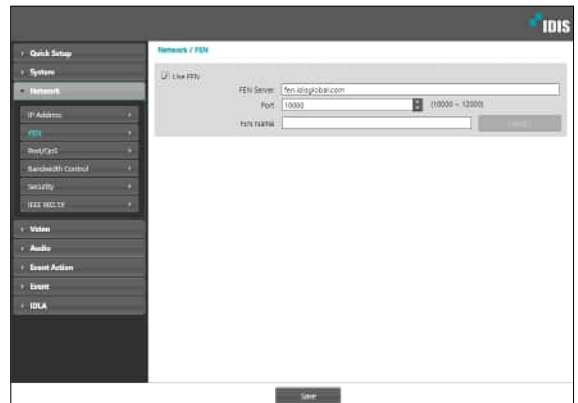 IDIS
Quick Setup
System
Network
IP Address
FEN
Port/QoS
Bandwidth Control
Security
IEEE 802.1X
Video
Audio
Event Action
Event
IDLA
Network / FEN
Use FEN
FEN Server fen.idisglobal.com
Port 10000 (10000 ~ 12000)
FEN Name
Save